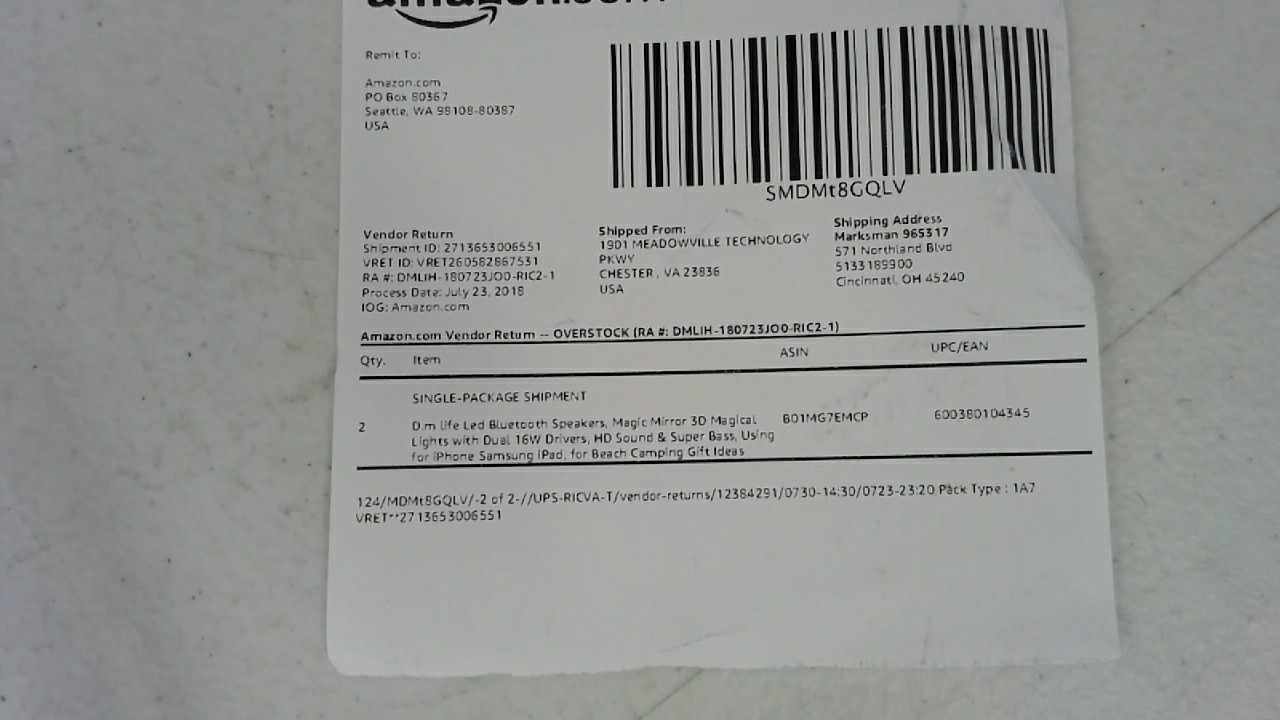 amazon.com
Remit To:
Amazon.com
PO Box 80387
Seattle, WA 98108-80387
USA
SMDMt8GQLV
Vendor Return
Shipment ID: 2713653006551
VRET ID: VRET260582867531
RA #: DMLIH-180723JO0-RIC2-1
Process Date: July 23, 2018
IOG: Amazon.com
Shipped From:
1901 MEADOWVILLE TECHNOLOGY
PKWY
CHESTER, VA 23836
USA
Shipping Address
Marksman 965317
571 Northland Blvd
5133189900
Cincinnati, OH 45240
Amazon.com Vendor Return -- OVERSTOCK (RA #: DMLIH-180723JO0-RIC2-1)
Qty. Item ASIN UPC/EAN
SINGLE-PACKAGE SHIPMENT
2 D.m life Led Bluetooth Speakers, Magic Mirror 3D Magical B01MG7EMCP 600380104345
Lights with Dual 16W Drivers, HD Sound & Super Bass, Using
for iPhone Samsung iPad, for Beach Camping Gift Ideas
124/MDMt8GQLV/-2 of 2-//UPS-RICVA-T/vendor-returns/12384291/0730-14:30/0723-23:20 Pack Type : 1A7
VRET**2713653006551